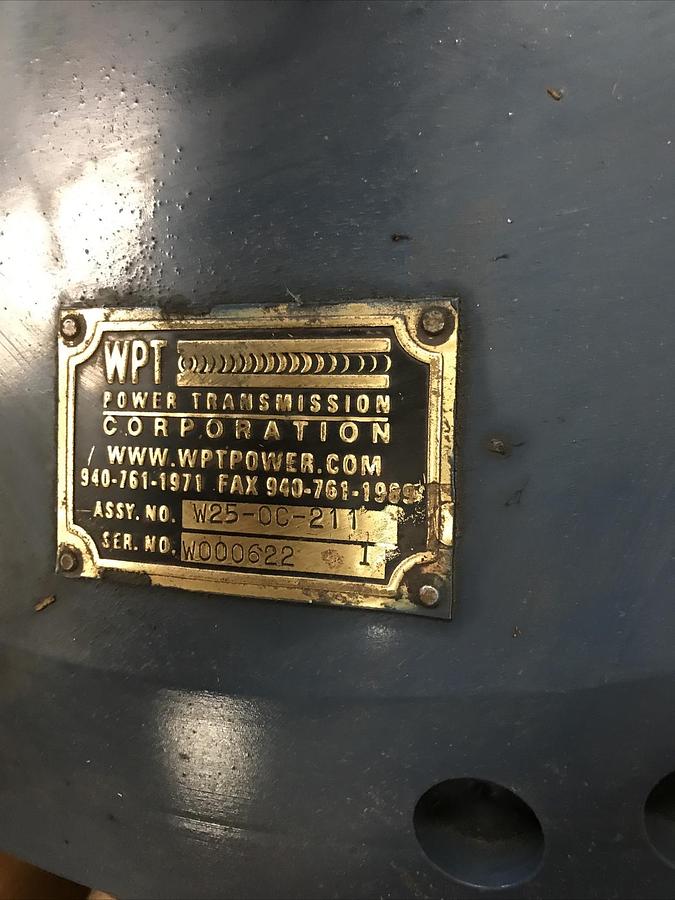 WPT
POWER TRANSMISSION
CORPORATION
WWW.WPTPOWER.COM
940-761-1971 FAX 940-761-1989
ASSY. NO. W25-OC-211
SER. NO. W000622 I